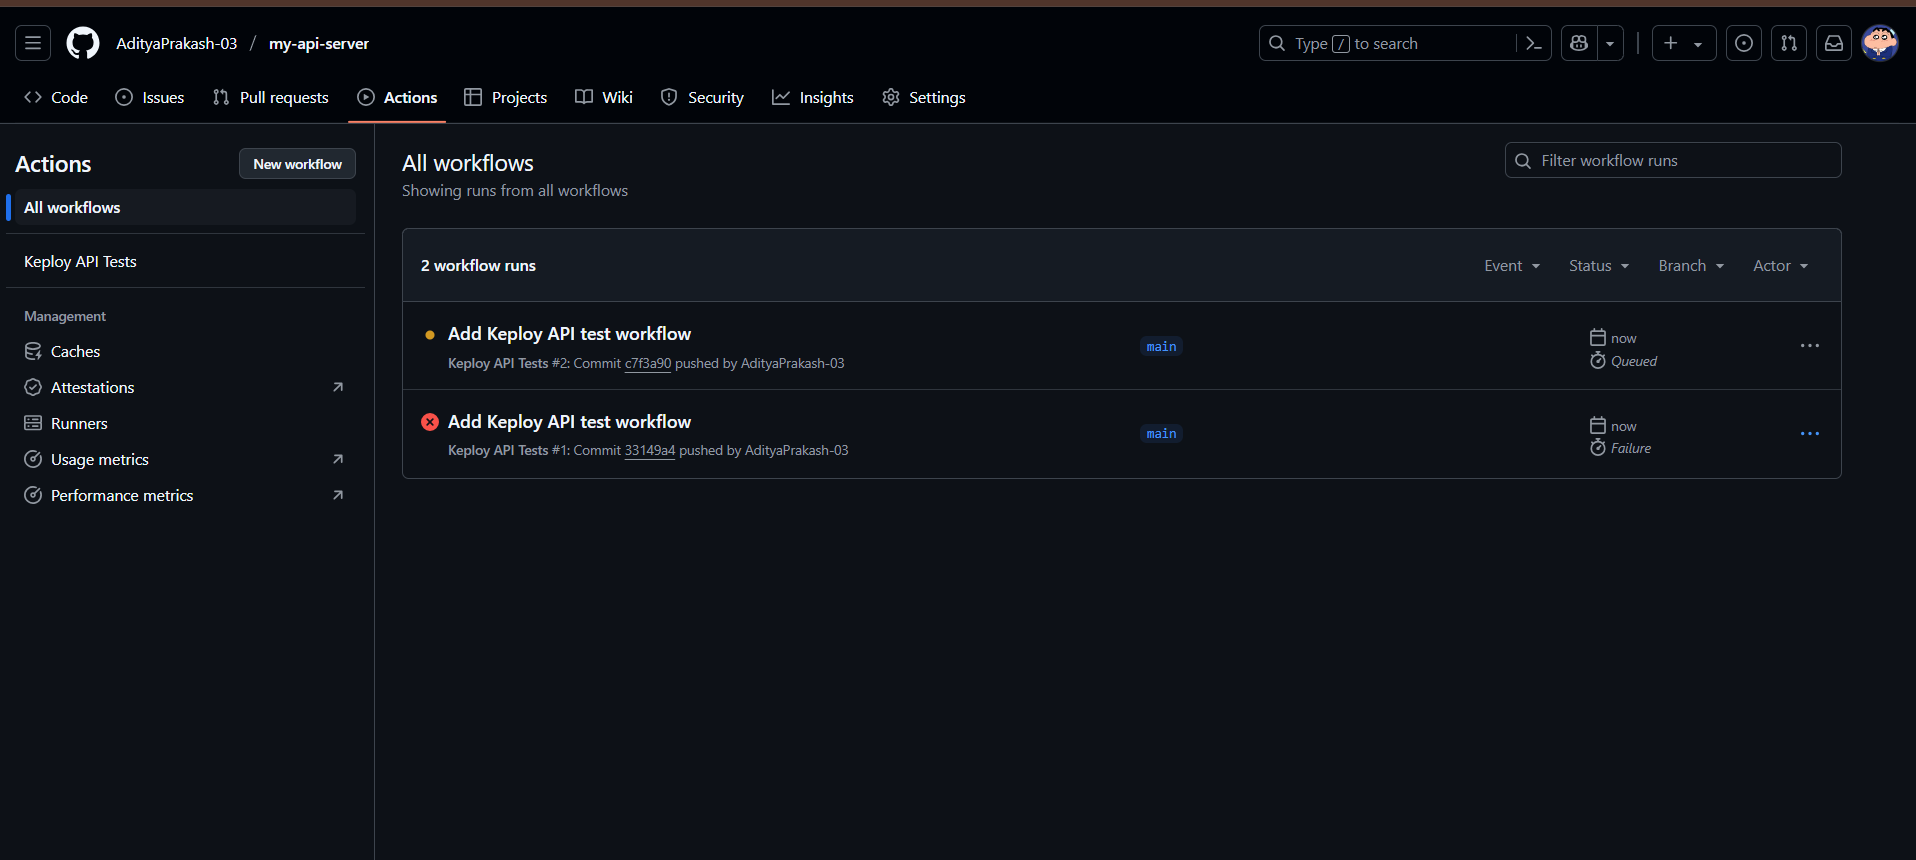 AdityaPrakash-03 / my-api-server
Type / to search
Code
Issues
Pull requests
Actions
Projects
Wiki
Security
Insights
Settings
Actions
New workflow
All workflows
Keploy API Tests
Management
Caches
Attestations
Runners
Usage metrics
Performance metrics
All workflows
Showing runs from all workflows
Filter workflow runs
2 workflow runs
Event
Status
Branch
Actor
Add Keploy API test workflow
Keploy API Tests #2: Commit c7f3a90 pushed by AdityaPrakash-03
main
now
Queued
Add Keploy API test workflow
Keploy API Tests #1: Commit 33149a4 pushed by AdityaPrakash-03
main
now
Failure